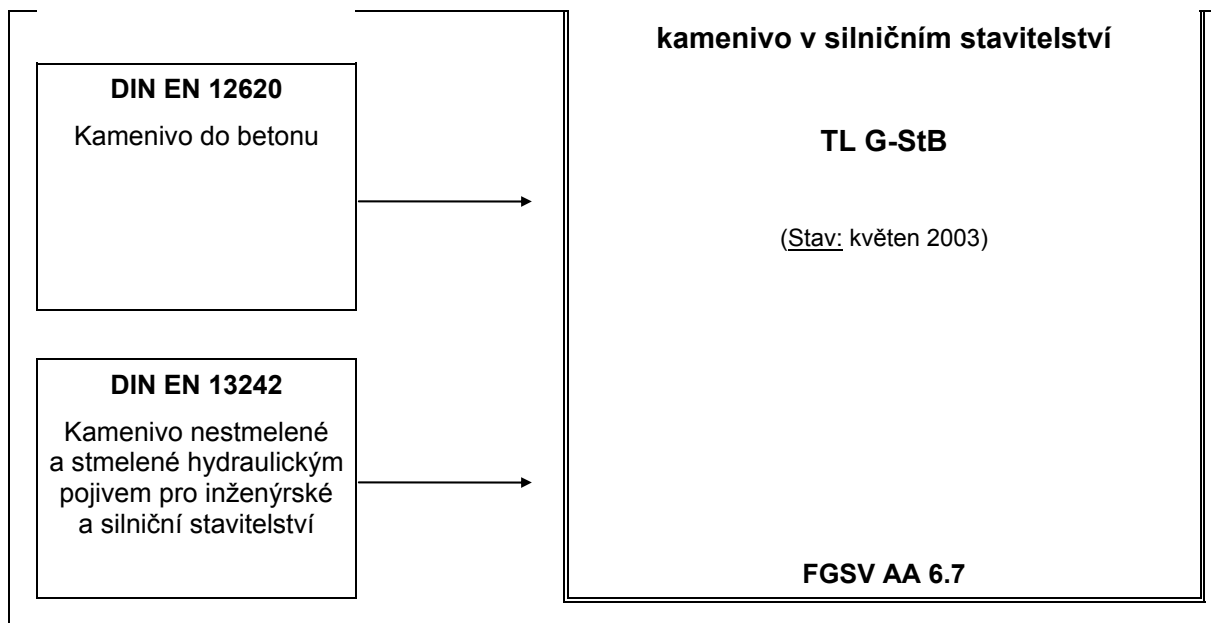 DIN EN 12620
Kamenivo do betonu
DIN EN 13242
Kamenivo nestmelené
a stmelené hydraulickým
pojivem pro inženýrské
a silniční stavitelství
kamenivo v silničním stavitelství
TL G-StB
(Stav: květen 2003)
FGSV AA 6.7